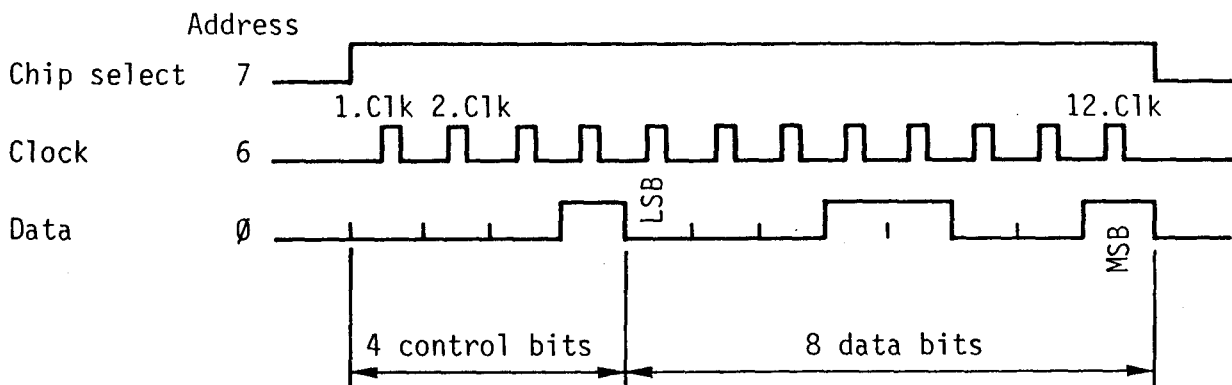 Address
Chip select 7
1.Clk 2.Clk 12.Clk
Clock 6
LSB
Data Ø
MSB
4 control bits 8 data bits